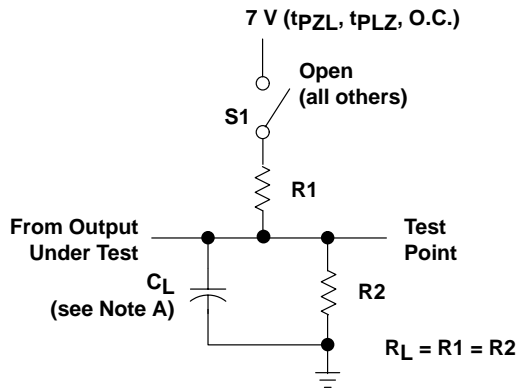 7 V (tPZL, tPLZ, O.C.)
Open
(all others)
S1
R1
From Output
Under Test
Test
Point
CL
(see Note A)
R2
RL = R1 = R2